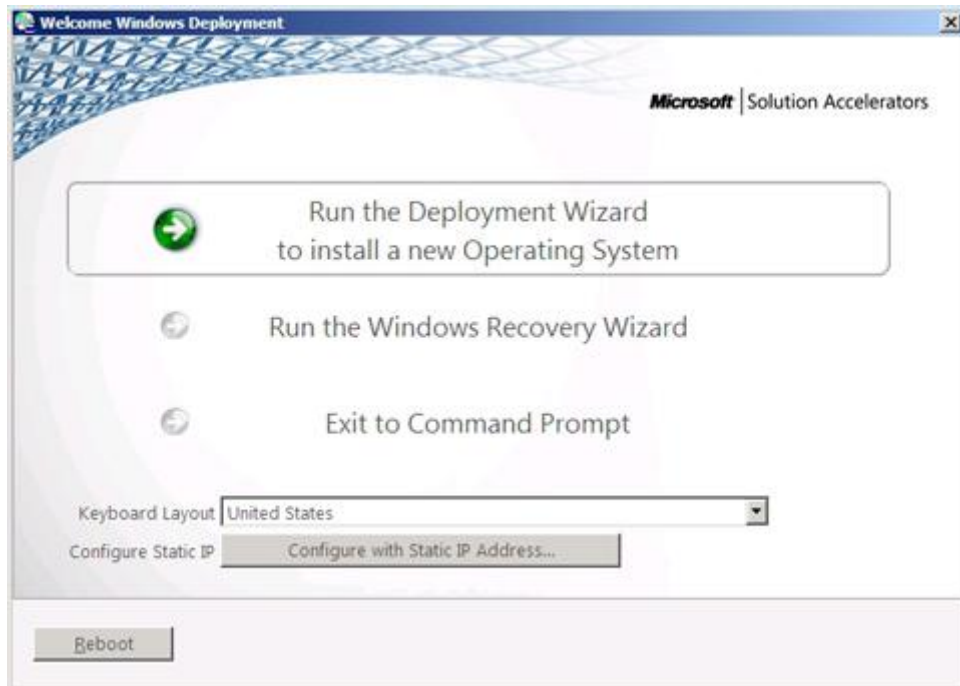 Welcome Windows Deployment
Microsoft | Solution Accelerators
Run the Deployment Wizard
to install a new Operating System
Run the Windows Recovery Wizard
Exit to Command Prompt
Keyboard Layout United States
Configure Static IP Configure with Static IP Address...
Reboot